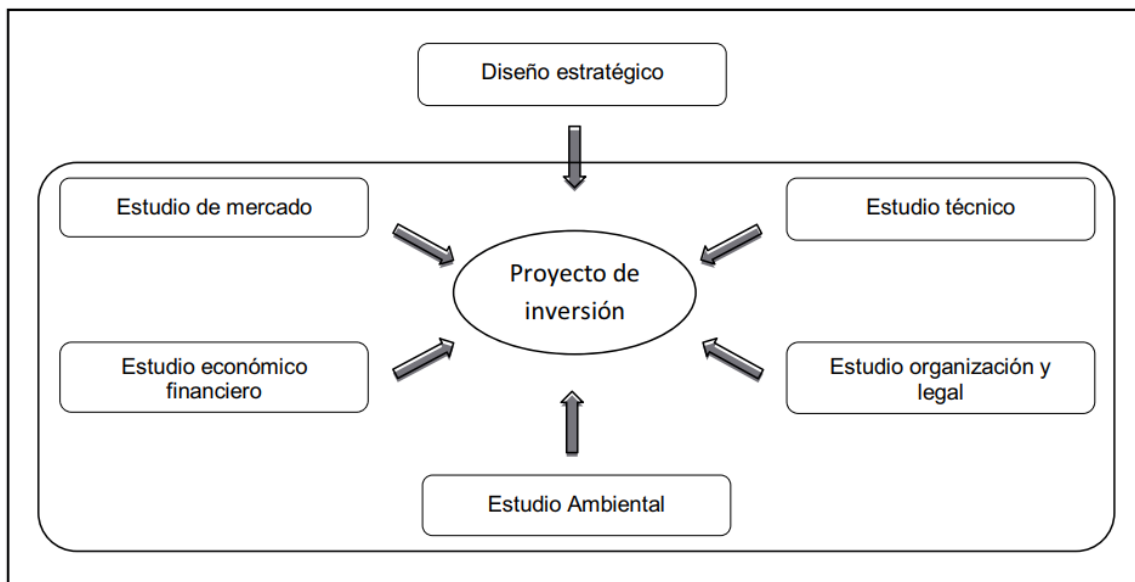 Diseño estratégico
Estudio de mercado
Estudio técnico
Proyecto de
inversión
Estudio económico
financiero
Estudio organización y
legal
Estudio Ambiental